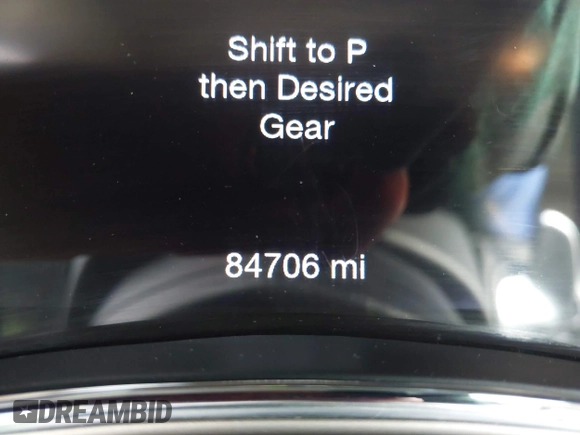 Shift to P
then Desired
Gear
84706 mi
DREAMBID